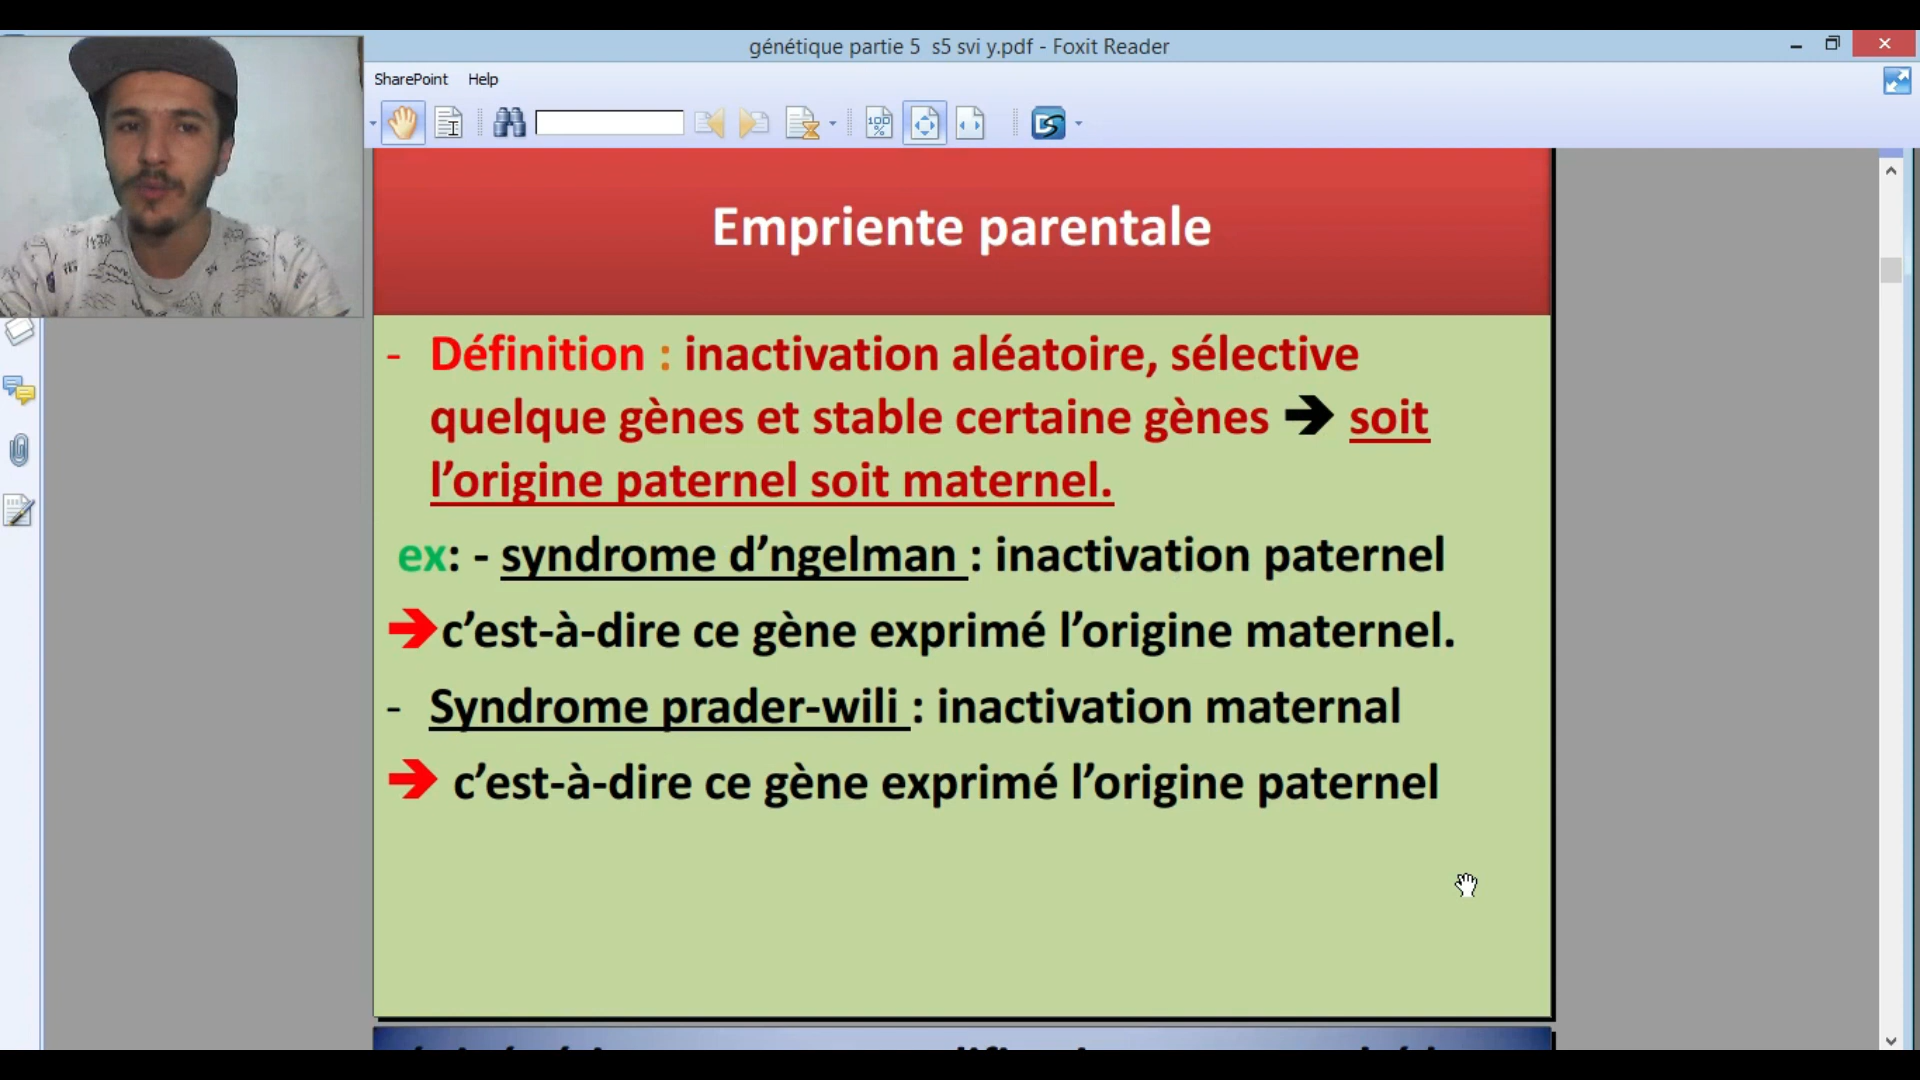 génétique partie 5 s5 svi y.pdf - Foxit Reader
SharePoint Help
Empriente parentale
- Définition : inactivation aléatoire, sélective
quelque gènes et stable certaine gènes ➔ soit
l’origine paternel soit maternel.
ex: - syndrome d’ngelman : inactivation paternel
➔c’est-à-dire ce gène exprimé l’origine maternel.
- Syndrome prader-wili : inactivation maternal
➔ c’est-à-dire ce gène exprimé l’origine paternel